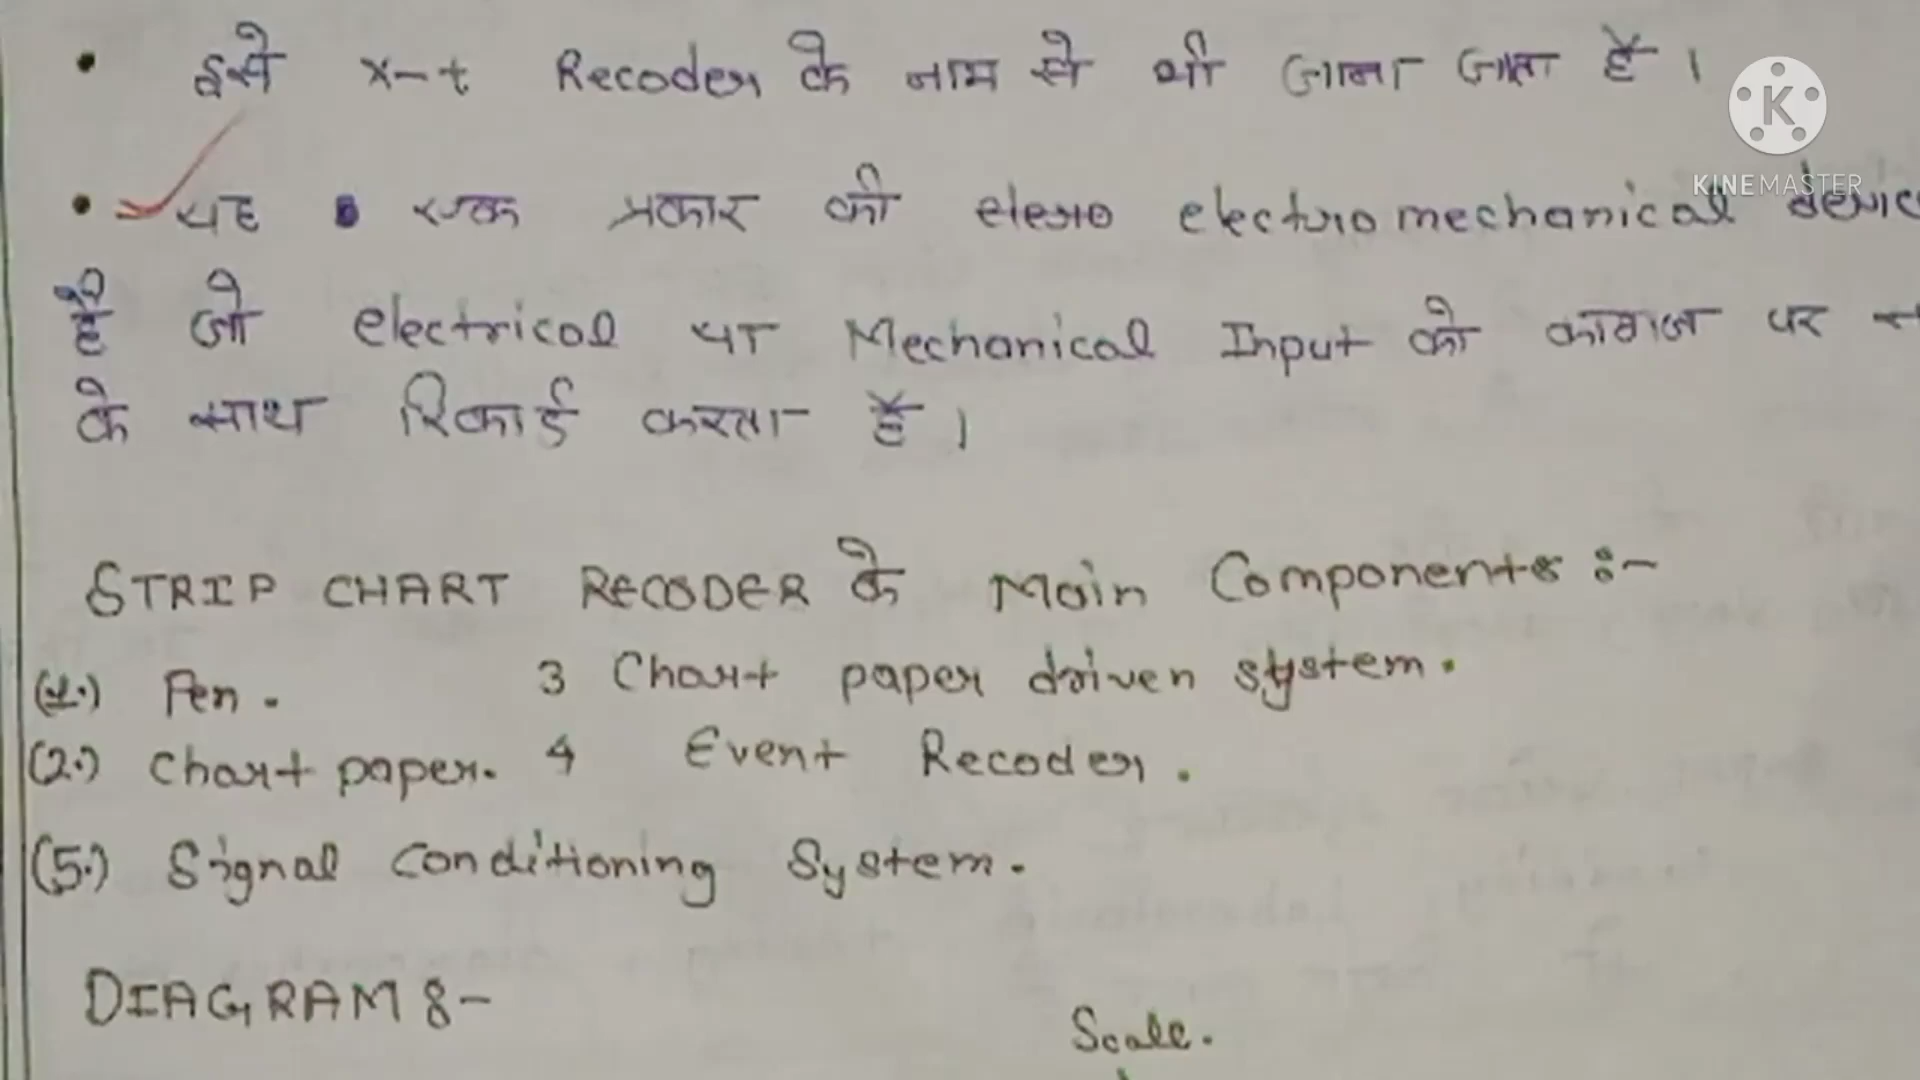 • इसे x-t Recoder के नाम से भी जाना जाता है ।
KINEMASTER
• यह एक प्रकार की electromechanical
है जो electrical या Mechanical Input को कागज पर
के साथ रिकार्ड करता है ।
STRIP CHART RECODER के Main Components :-
(1.) Pen. 3 Chart paper driven system.
(2.) Chart paper. 4 Event Recoder.
(5.) Signal Conditioning System.
DIAGRAM :-
Scale.